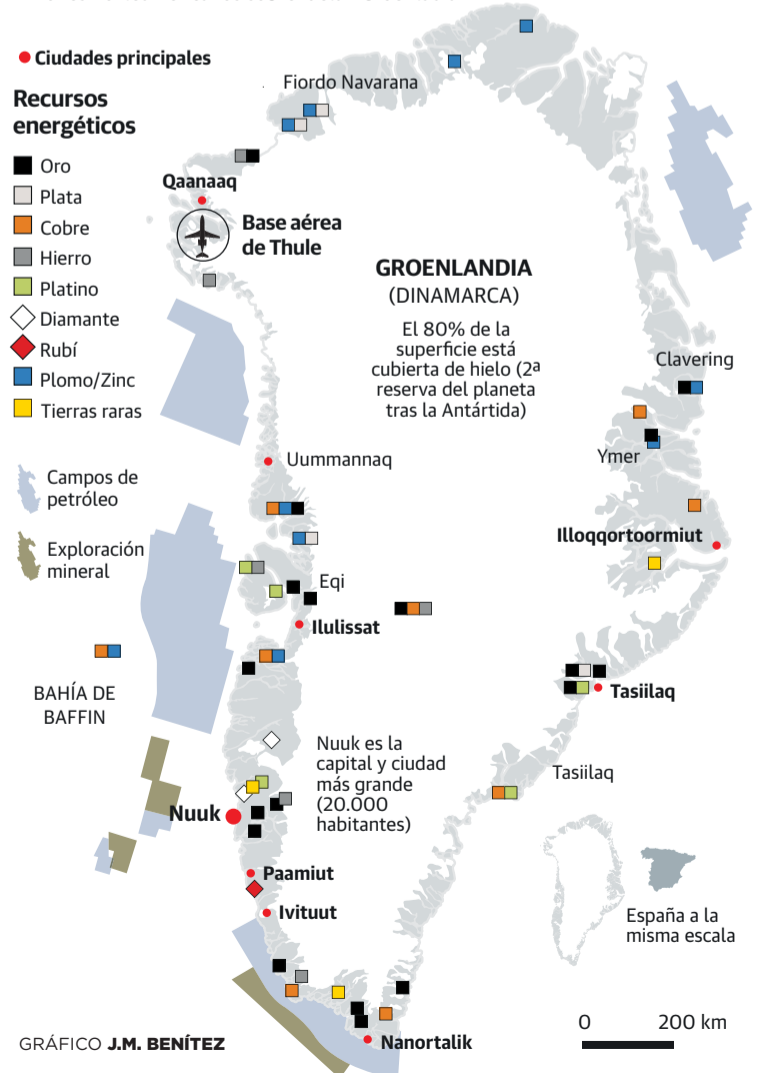 Ciudades principales
Recursos
energéticos
Oro
Plata
Cobre
Hierro
Platino
Diamante
Rubí
Plomo/Zinc
Tierras raras
Campos de
petróleo
Exploración
mineral
Fiordo Navarana
Qaanaaq
Base aérea
de Thule
GROENLANDIA
(DINAMARCA)
El 80% de la
superficie está
cubierta de hielo (2ª
reserva del planeta
tras la Antártida)
Clavering
Ymer
Uummannaq
Illoqqortoormiut
Eqi
Ilulissat
BAHÍA DE
BAFFIN
Tasiilaq
Tasiilaq
Nuuk es la
capital y ciudad
más grande
(20.000
habitantes)
Nuuk
Paamiut
Ivituut
España a la
misma escala
0 200 km
Nanortalik
GRÁFICO J.M. BENÍTEZ